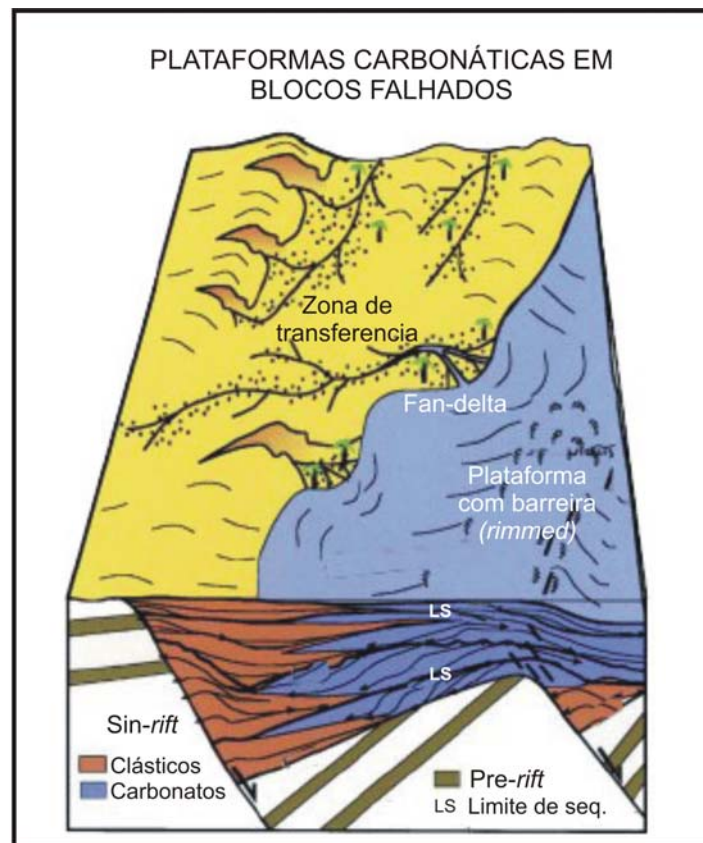 PLATAFORMAS CARBONÁTICAS EM
BLOCOS FALHADOS
Zona de
transferencia
Fan-delta
Plataforma
com barreira
(rimmed)
LS
LS
Sin-rift
Clásticos
Carbonatos
Pre-rift
LS Limite de seq.